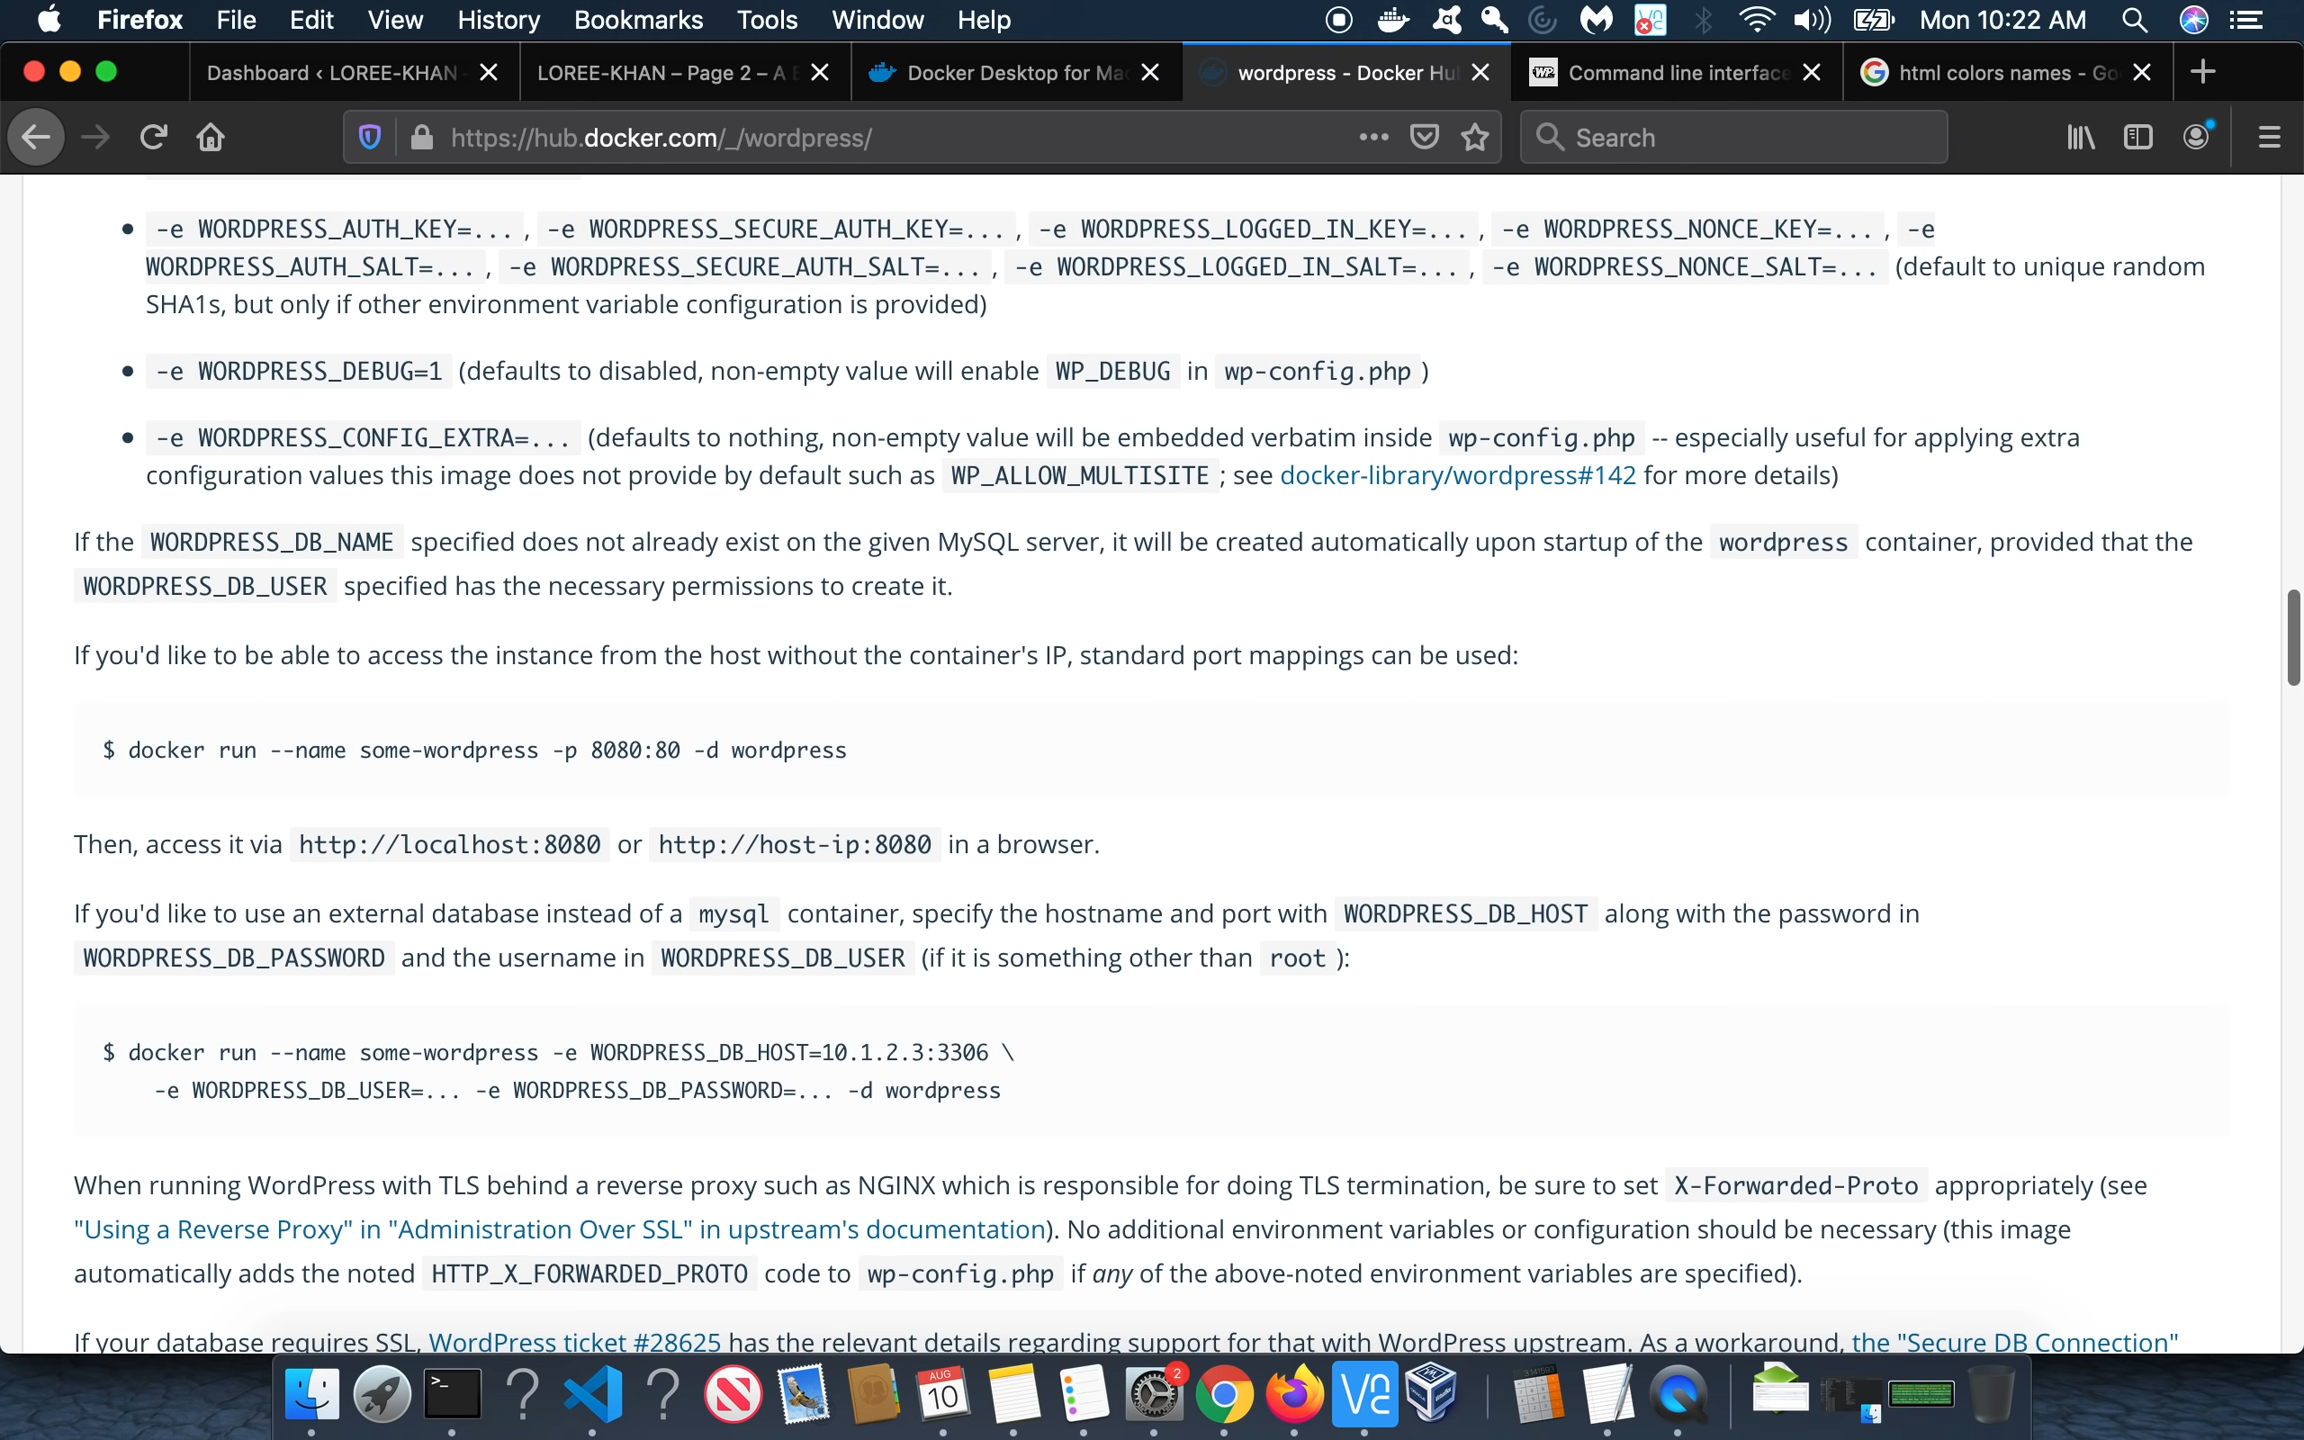 Firefox File Edit View History Bookmarks Tools Window Help Mon 10:22 AM
Dashboard ‹ LOREE-KHAN LOREE-KHAN – Page 2 – A Docker Desktop for Mac wordpress - Docker Hu Command line interface html colors names - Go
https://hub.docker.com/_/wordpress/ Search
-e WORDPRESS_AUTH_KEY=... , -e WORDPRESS_SECURE_AUTH_KEY=... , -e WORDPRESS_LOGGED_IN_KEY=... , -e WORDPRESS_NONCE_KEY=... , -e
WORDPRESS_AUTH_SALT=... , -e WORDPRESS_SECURE_AUTH_SALT=... , -e WORDPRESS_LOGGED_IN_SALT=... , -e WORDPRESS_NONCE_SALT=... (default to unique random
SHA1s, but only if other environment variable configuration is provided)
-e WORDPRESS_DEBUG=1 (defaults to disabled, non-empty value will enable WP_DEBUG in wp-config.php )
-e WORDPRESS_CONFIG_EXTRA=... (defaults to nothing, non-empty value will be embedded verbatim inside wp-config.php -- especially useful for applying extra
configuration values this image does not provide by default such as WP_ALLOW_MULTISITE ; see docker-library/wordpress#142 for more details)
If the WORDPRESS_DB_NAME specified does not already exist on the given MySQL server, it will be created automatically upon startup of the wordpress container, provided that the
WORDPRESS_DB_USER specified has the necessary permissions to create it.
If you'd like to be able to access the instance from the host without the container's IP, standard port mappings can be used:
$ docker run --name some-wordpress -p 8080:80 -d wordpress
Then, access it via http://localhost:8080 or http://host-ip:8080 in a browser.
If you'd like to use an external database instead of a mysql container, specify the hostname and port with WORDPRESS_DB_HOST along with the password in
WORDPRESS_DB_PASSWORD and the username in WORDPRESS_DB_USER (if it is something other than root ):
$ docker run --name some-wordpress -e WORDPRESS_DB_HOST=10.1.2.3:3306 \
-e WORDPRESS_DB_USER=... -e WORDPRESS_DB_PASSWORD=... -d wordpress
When running WordPress with TLS behind a reverse proxy such as NGINX which is responsible for doing TLS termination, be sure to set X-Forwarded-Proto appropriately (see
"Using a Reverse Proxy" in "Administration Over SSL" in upstream's documentation). No additional environment variables or configuration should be necessary (this image
automatically adds the noted HTTP_X_FORWARDED_PROTO code to wp-config.php if any of the above-noted environment variables are specified).
If your database requires SSL, WordPress ticket #28625 has the relevant details regarding support for that with WordPress upstream. As a workaround, the "Secure DB Connection"
AUG
10
2